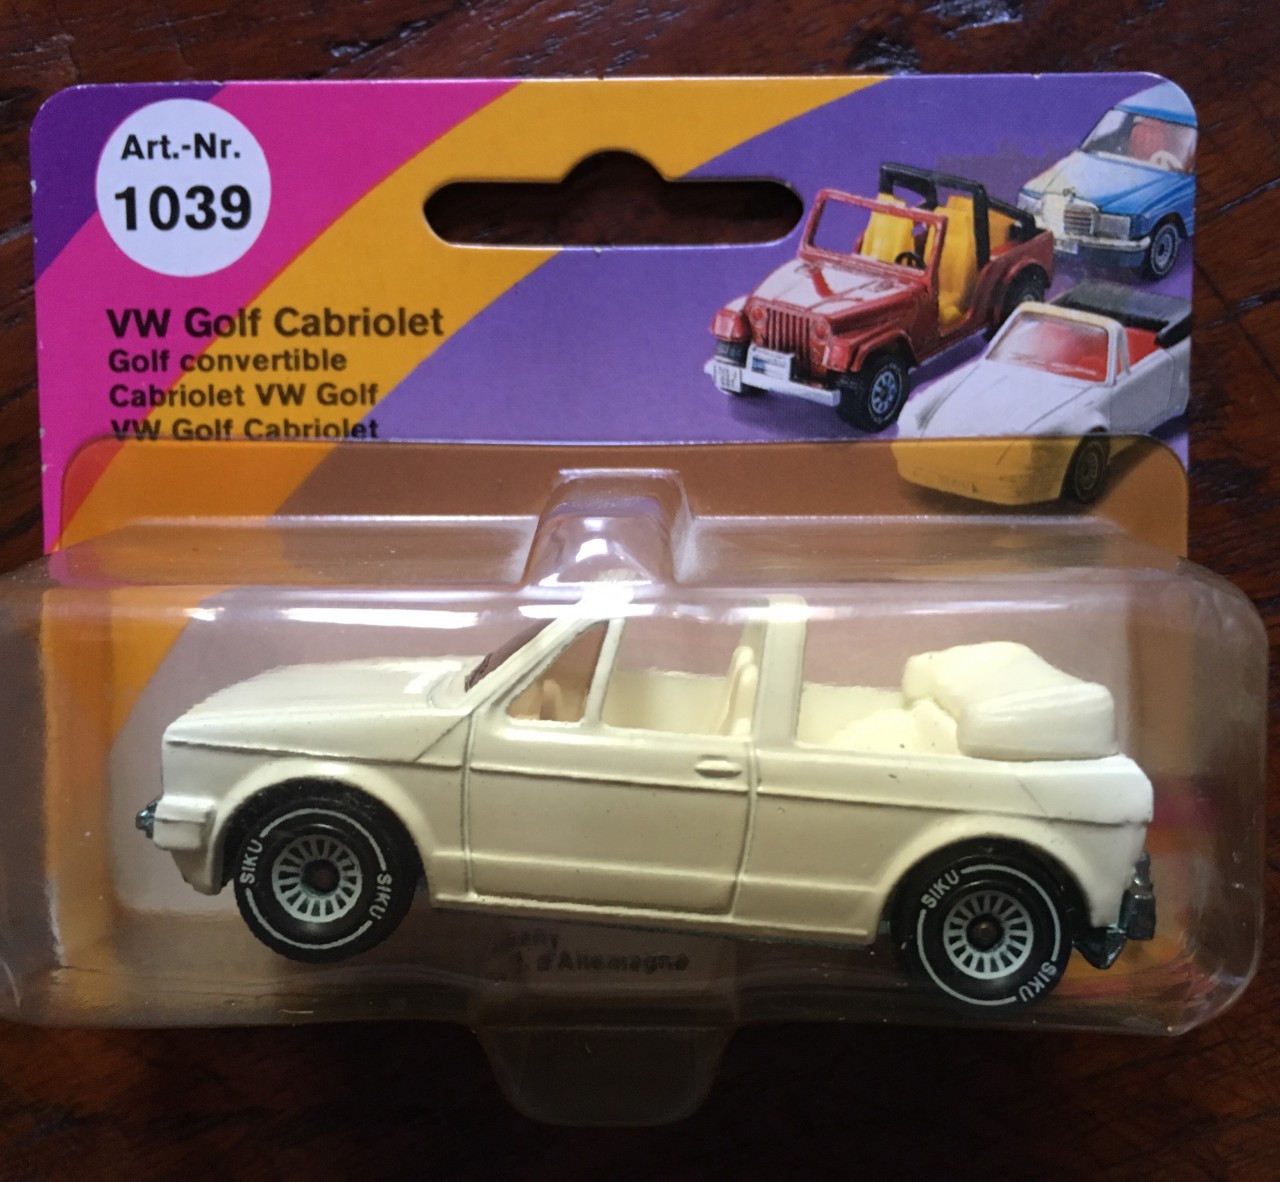 Art.-Nr.
1039
VW Golf Cabriolet
Golf convertible
Cabriolet VW Golf
VW Golf Cabriolet
SIKU
SIKU
SIKU
SIKU
d'Allemagne